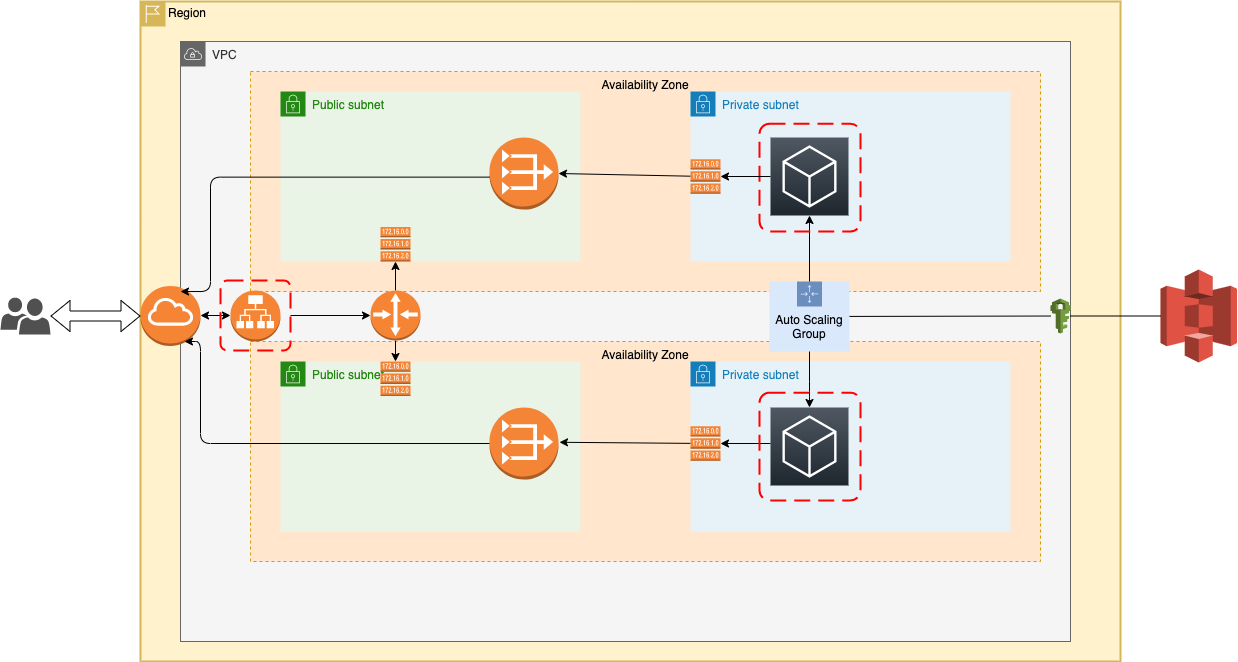 Region
VPC
Availability Zone
Public subnet
Private subnet
172.16.0.0
172.16.1.0
172.16.2.0
172.16.0.0
172.16.1.0
172.16.2.0
Auto Scaling
Group
Availability Zone
Public subnet
172.16.0.0
172.16.1.0
172.16.2.0
Private subnet
172.16.0.0
172.16.1.0
172.16.2.0